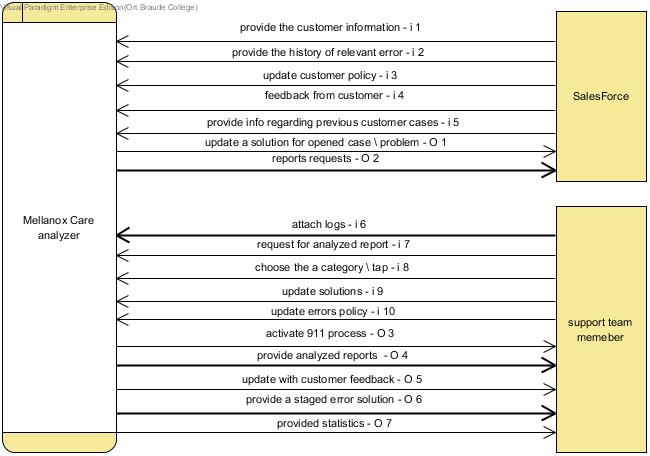 Visual Paradigm Enterprise Edition(Ort Braude College)
provide the customer information - i 1
provide the history of relevant error - i 2
update customer policy - i 3
feedback from customer - i 4
provide info regarding previous customer cases - i 5
update a solution for opened case \ problem - O 1
reports requests - O 2
SalesForce
Mellanox Care
analyzer
attach logs - i 6
request for analyzed report - i 7
choose the a category \ tap - i 8
update solutions - i 9
update errors policy - i 10
activate 911 process - O 3
provide analyzed reports - O 4
update with customer feedback - O 5
provide a staged error solution - O 6
provided statistics - O 7
support team
memeber